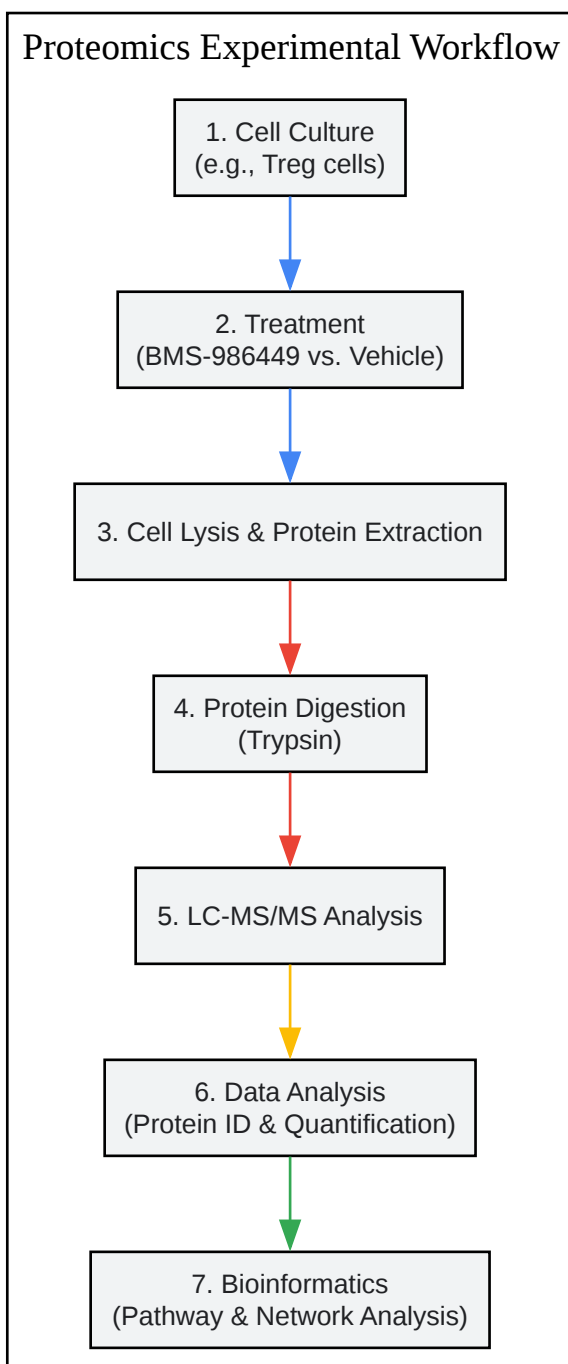 Proteomics Experimental Workflow
1. Cell Culture
(e.g., Treg cells)
2. Treatment
(BMS-986449 vs. Vehicle)
3. Cell Lysis & Protein Extraction
4. Protein Digestion
(Trypsin)
5. LC-MS/MS Analysis
6. Data Analysis
(Protein ID & Quantification)
7. Bioinformatics
(Pathway & Network Analysis)